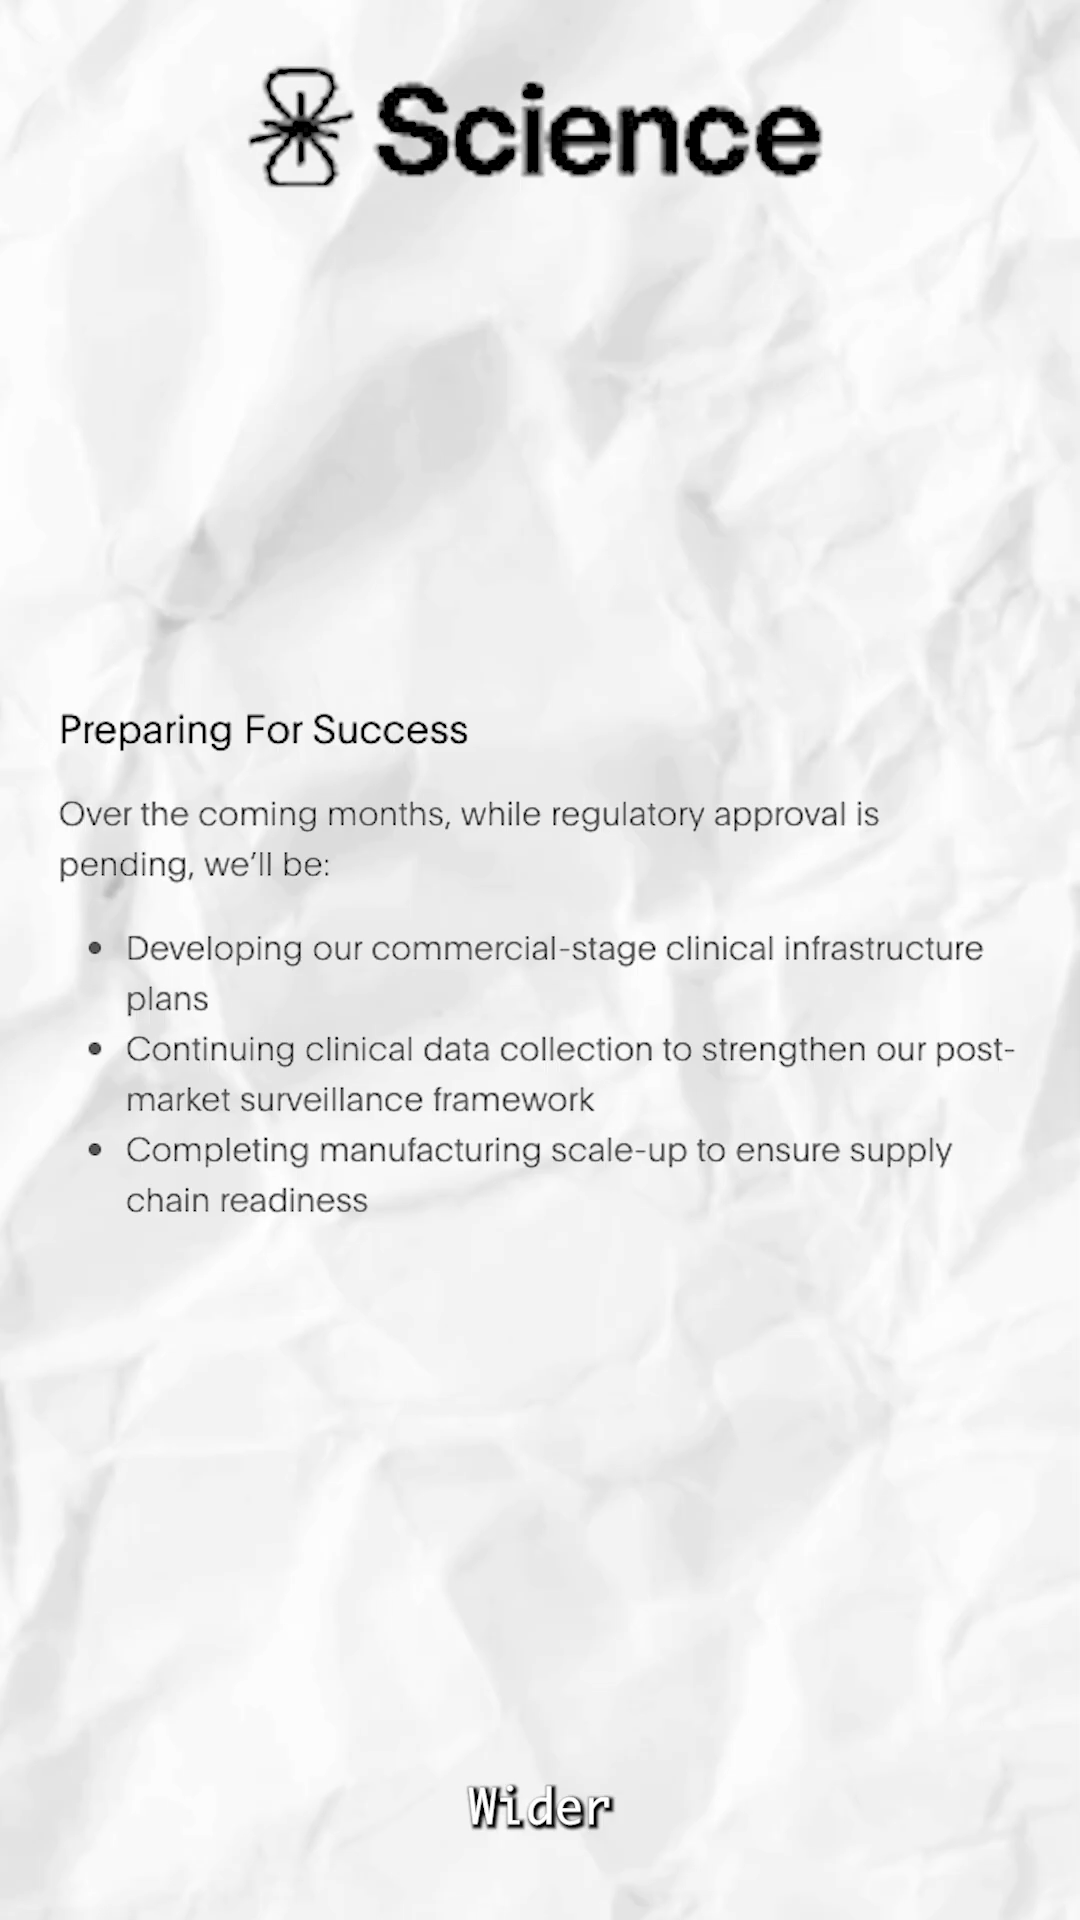 Science
Preparing For Success
Over the coming months, while regulatory approval is
pending, we’ll be:
• Developing our commercial-stage clinical infrastructure
plans
• Continuing clinical data collection to strengthen our post-
market surveillance framework
• Completing manufacturing scale-up to ensure supply
chain readiness
Wider